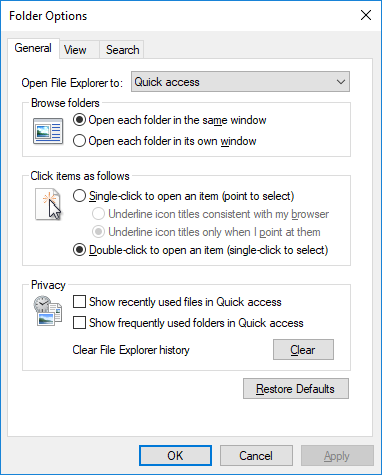 Folder Options
General View Search
Open File Explorer to: Quick access
Browse folders
Open each folder in the same window
Open each folder in its own window
Click items as follows
Single-click to open an item (point to select)
Underline icon titles consistent with my browser
Underline icon titles only when I point at them
Double-click to open an item (single-click to select)
Privacy
Show recently used files in Quick access
Show frequently used folders in Quick access
Clear File Explorer history Clear
Restore Defaults
OK Cancel Apply